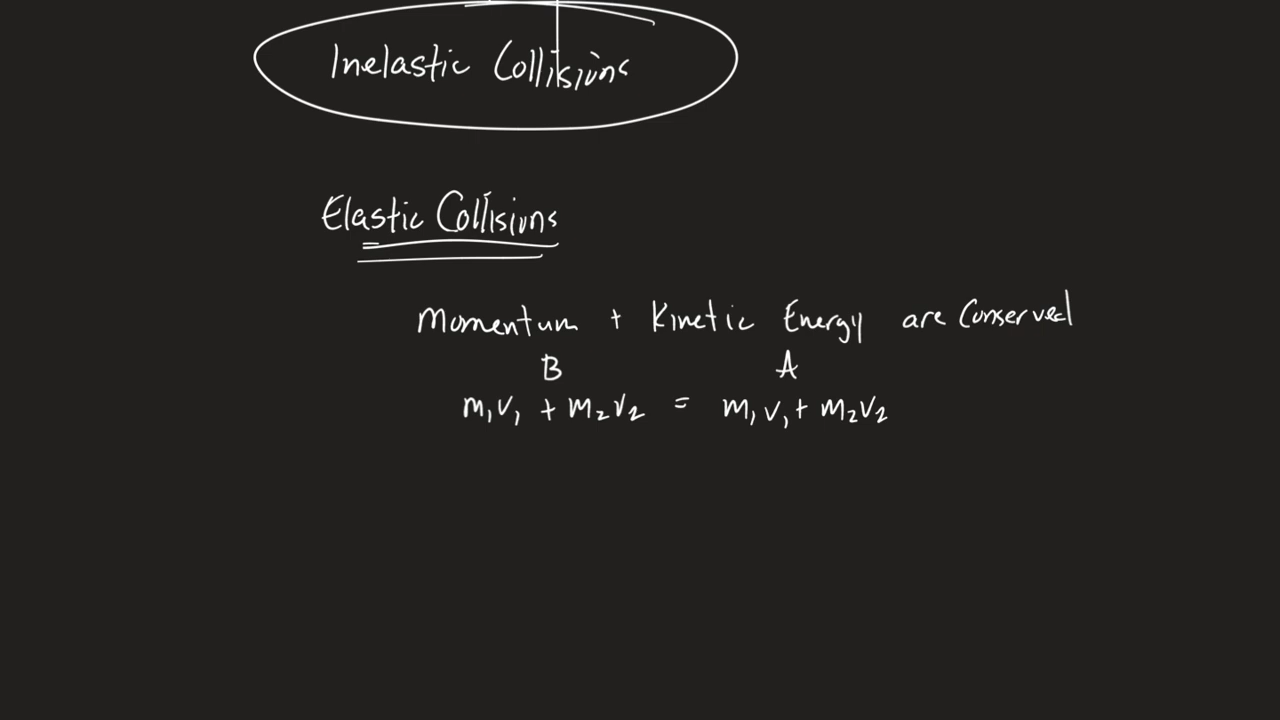 Inelastic Collisions
Elastic Collisions
Momentum + Kinetic Energy are Conserved
B A
m₁v₁ + m₂v₂ = m₁v₁ + m₂v₂